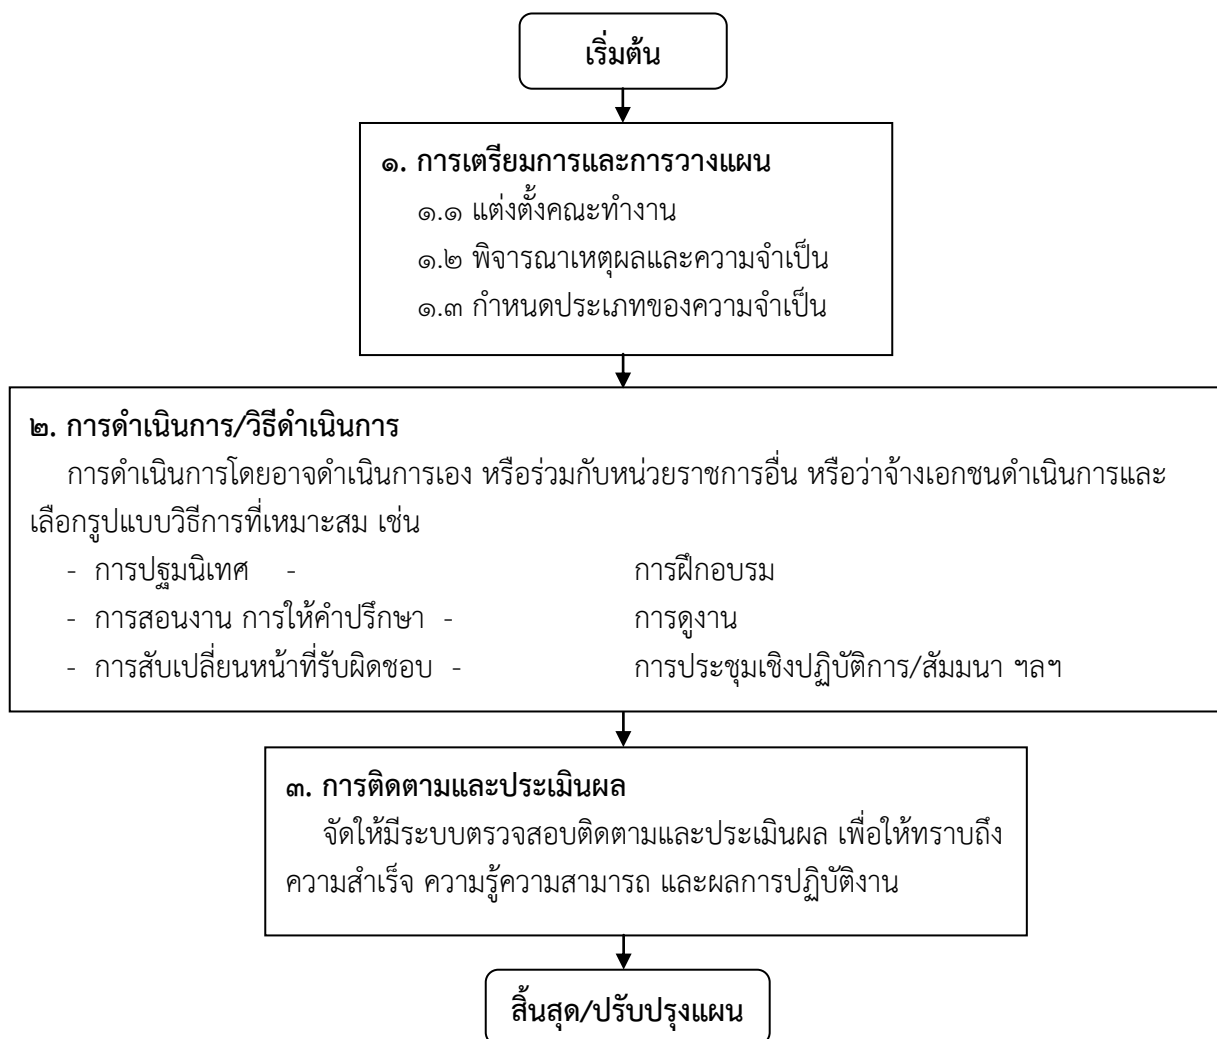 เริ่มต้น
๑. การเตรียมการและการวางแผน
๑.๑ แต่งตั้งคณะทำงาน
๑.๒ พิจารณาเหตุผลและความจำเป็น
๑.๓ กำหนดประเภทของความจำเป็น
๒. การดำเนินการ/วิธีดำเนินการ
การดำเนินการโดยอาจดำเนินการเอง หรือร่วมกับหน่วยราชการอื่น หรือว่าจ้างเอกชนดำเนินการและ
เลือกรูปแบบวิธีการที่เหมาะสม เช่น
- การปฐมนิเทศ - การฝึกอบรม
- การสอนงาน การให้คำปรึกษา - การดูงาน
- การสับเปลี่ยนหน้าที่รับผิดชอบ - การประชุมเชิงปฏิบัติการ/สัมมนา ฯลฯ
๓. การติดตามและประเมินผล
จัดให้มีระบบตรวจสอบติดตามและประเมินผล เพื่อให้ทราบถึง
ความสำเร็จ ความรู้ความสามารถ และผลการปฏิบัติงาน
สิ้นสุด/ปรับปรุงแผน